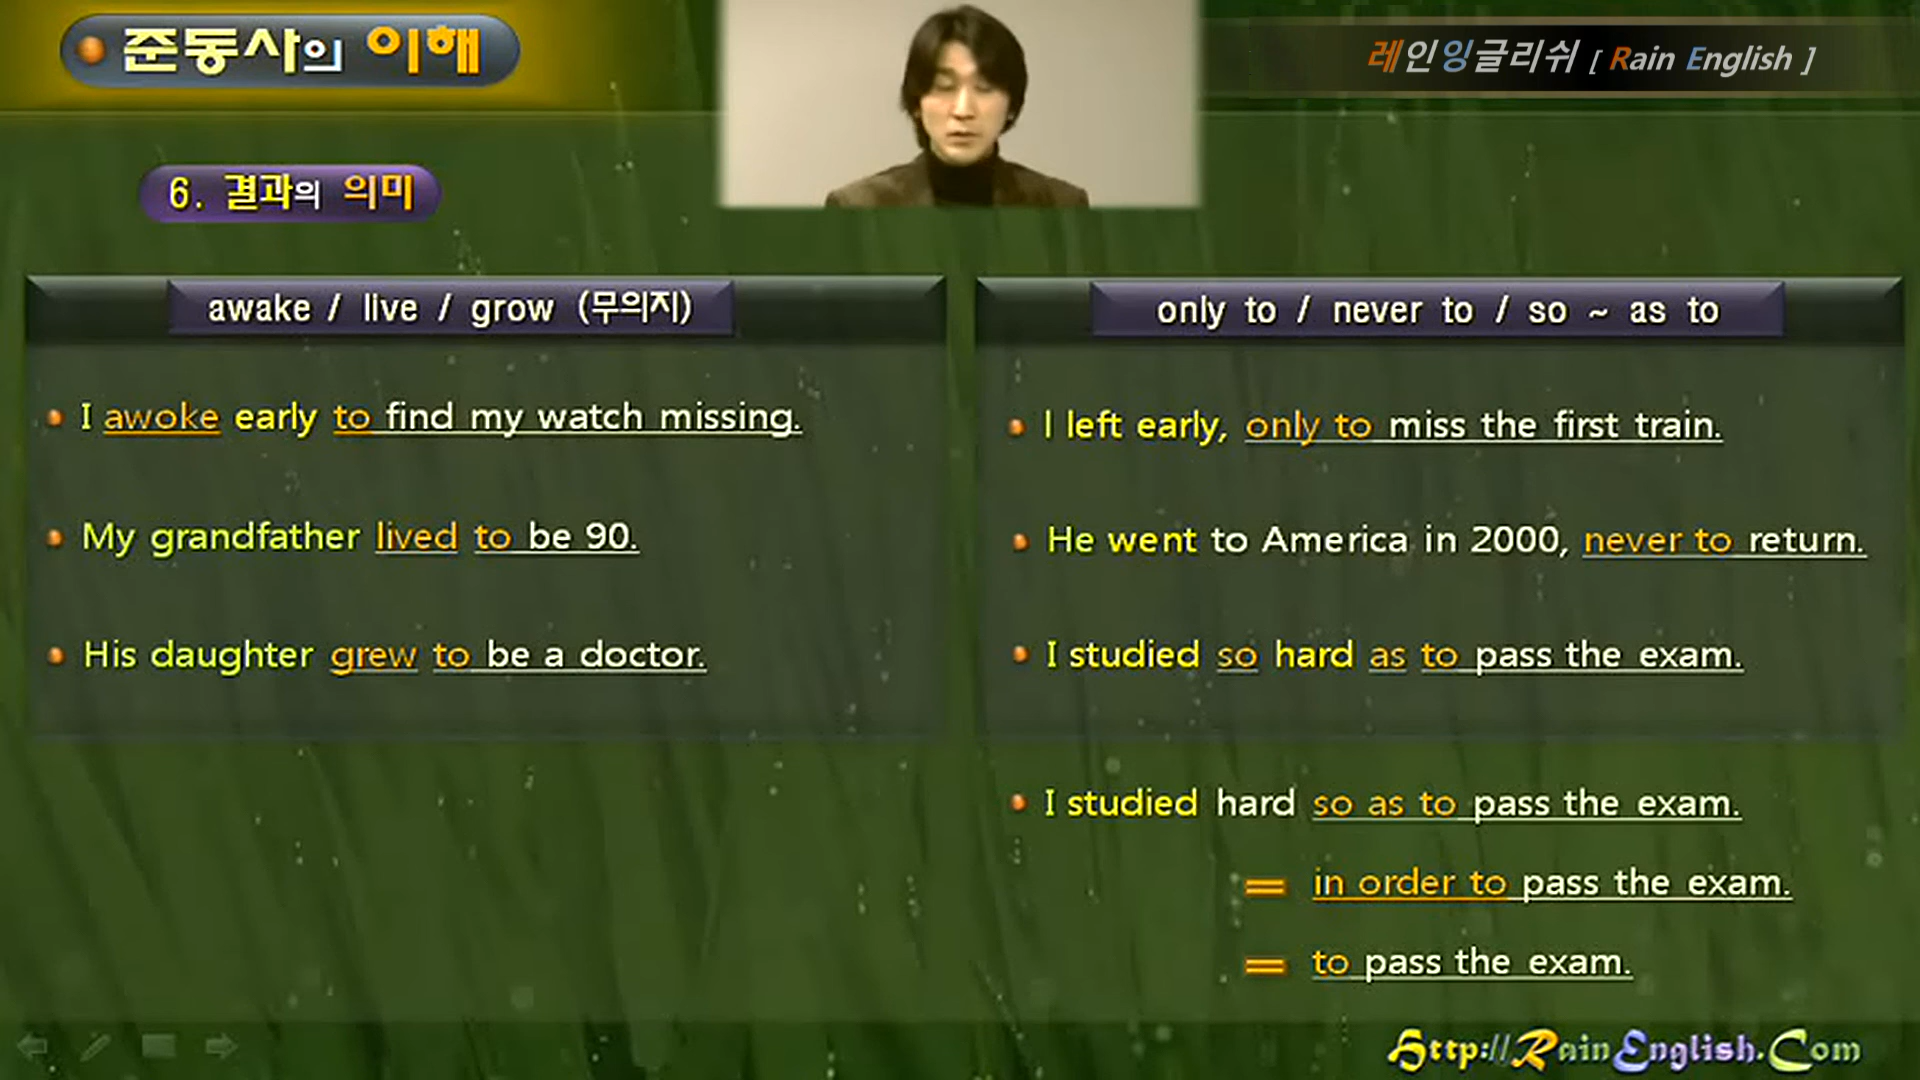 준동사의 이해
레인잉글리쉬 [ Rain English ]
6. 결과의 의미
awake / live / grow (무의지)
I awoke early to find my watch missing.
My grandfather lived to be 90.
His daughter grew to be a doctor.
only to / never to / so ~ as to
I left early, only to miss the first train.
He went to America in 2000, never to return.
I studied so hard as to pass the exam.
I studied hard so as to pass the exam.
= in order to pass the exam.
= to pass the exam.
Http://RainEnglish.Com